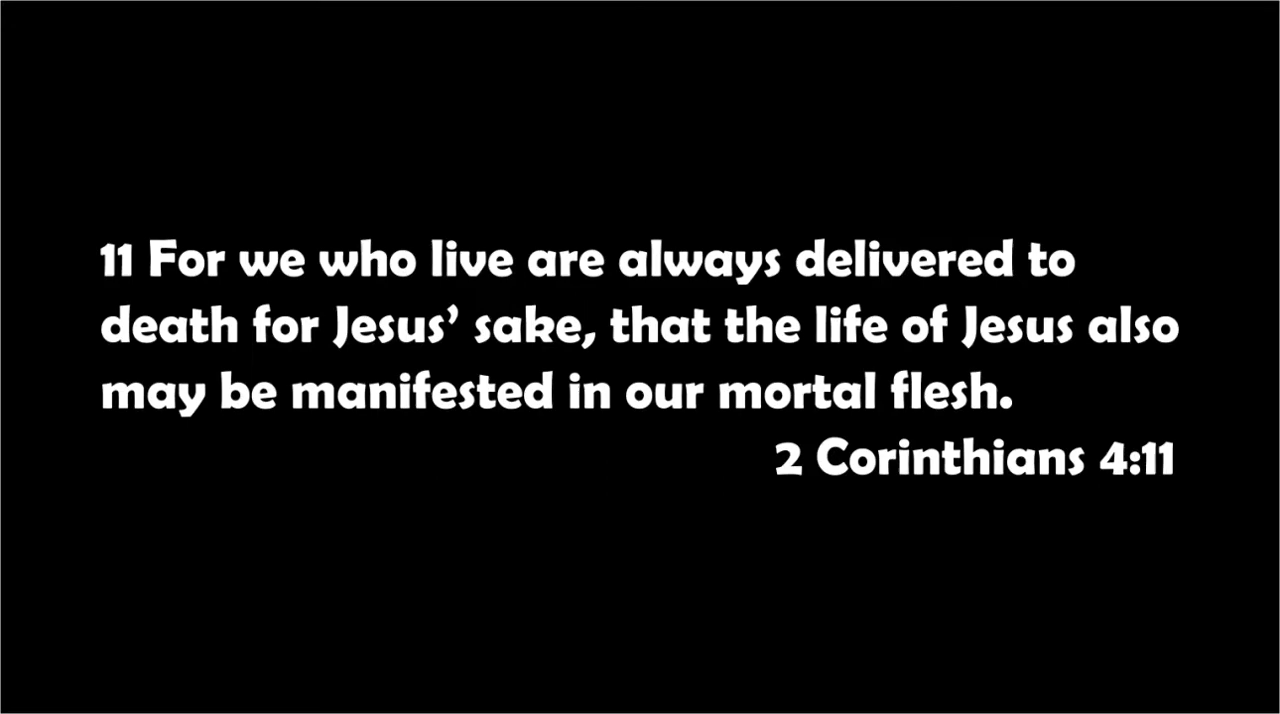 11 For we who live are always delivered to
death for Jesus’ sake, that the life of Jesus also
may be manifested in our mortal flesh.
2 Corinthians 4:11